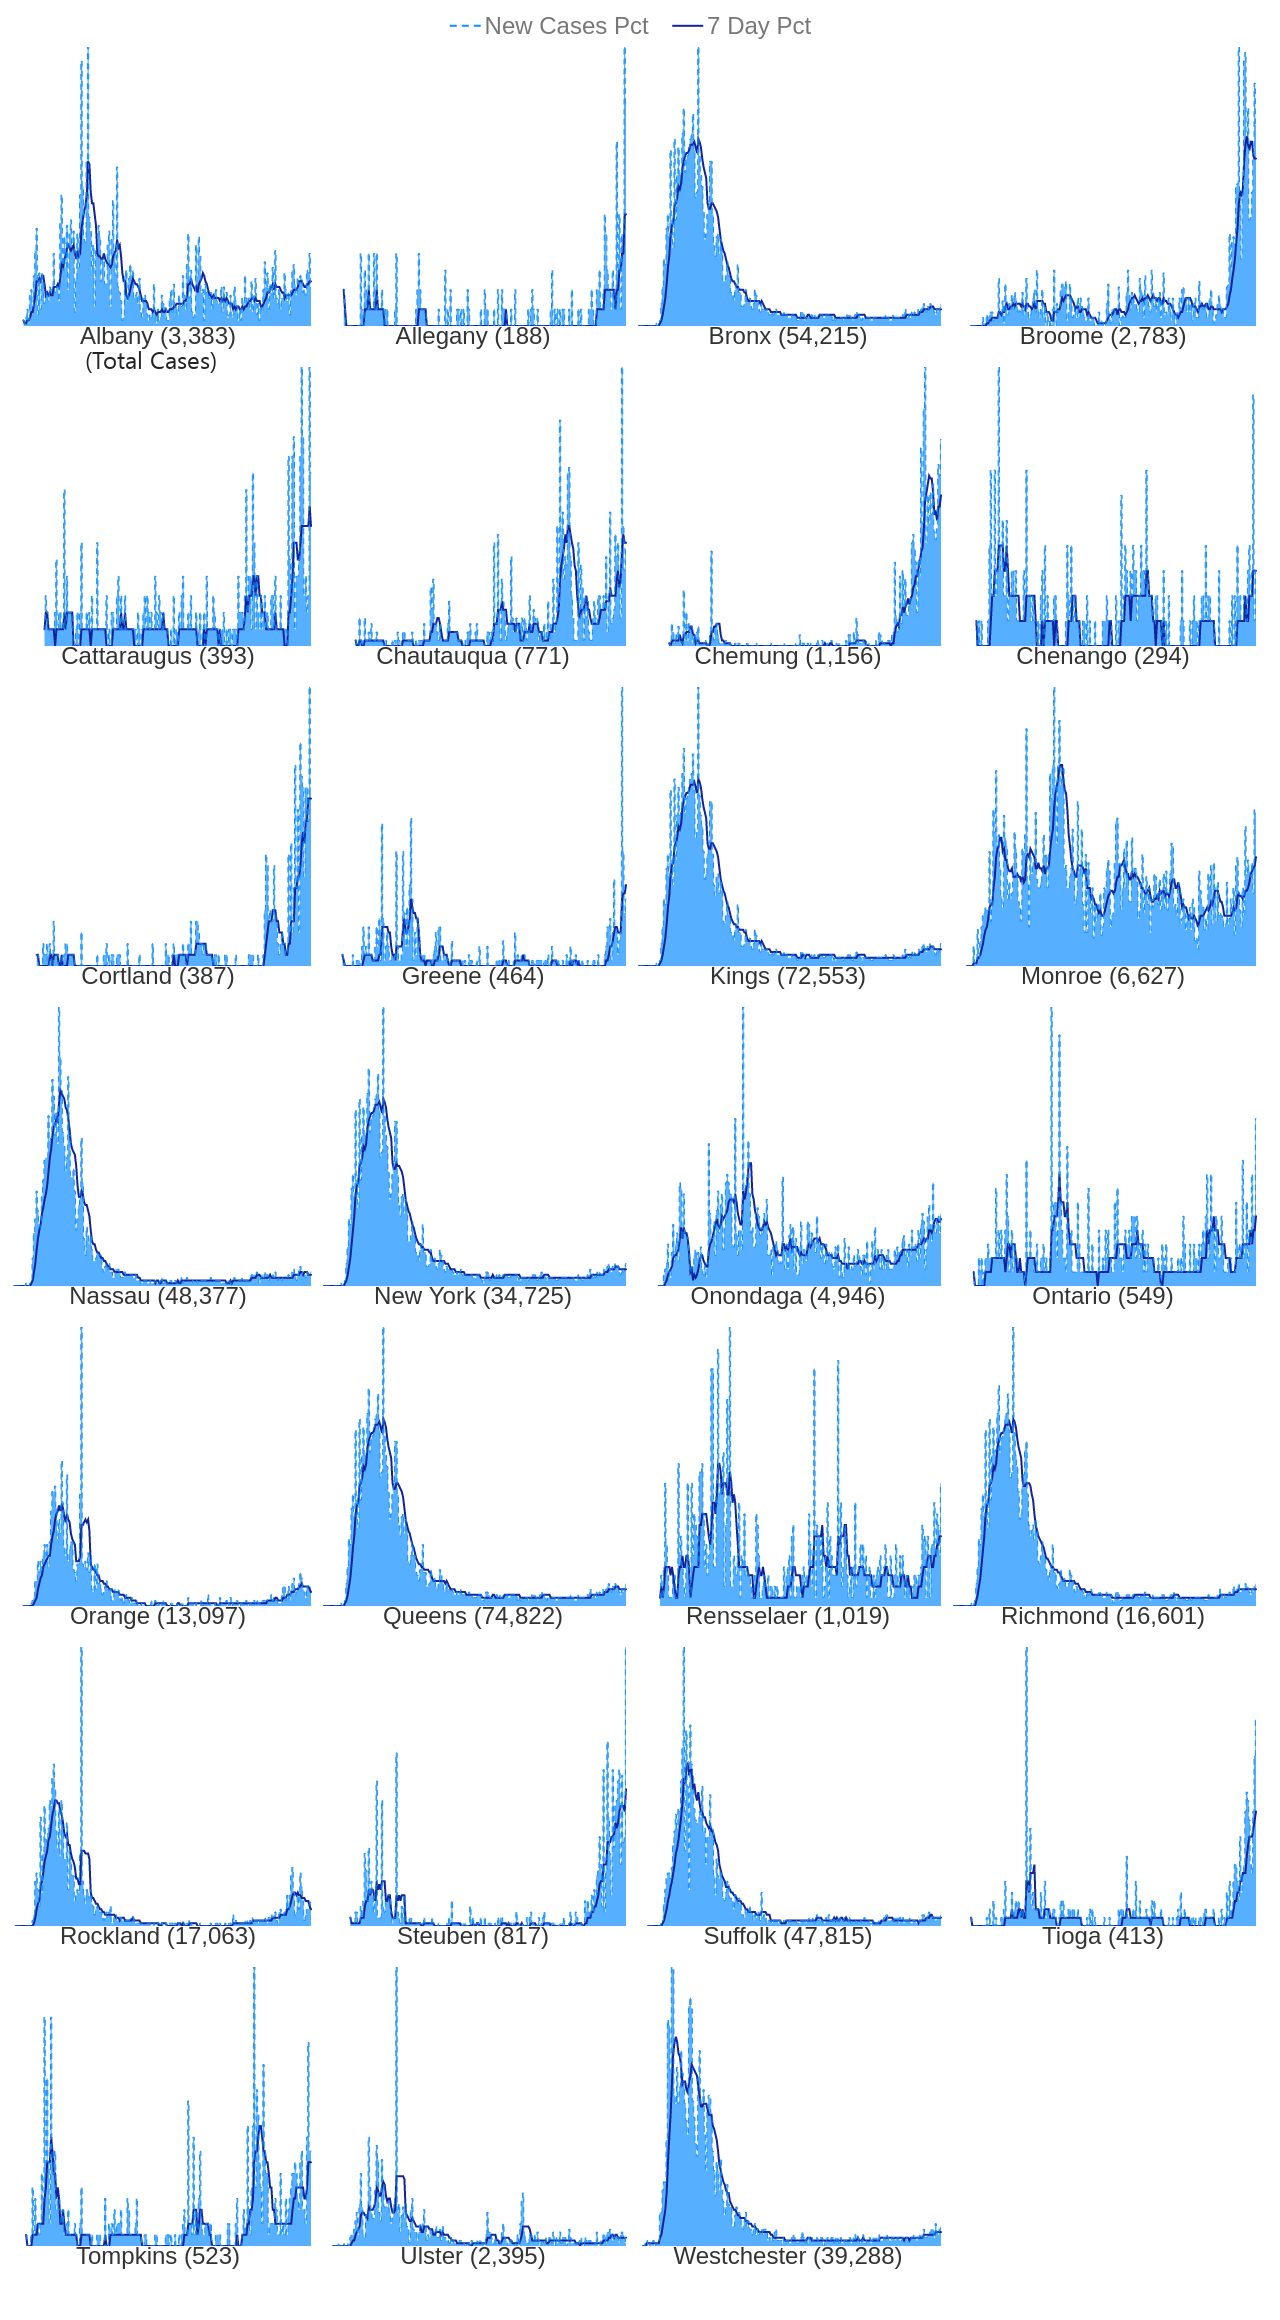 New Cases Pct 7 Day Pct
Albany (3,383) Allegany (188) Bronx (54,215) Broome (2,783)
(Total Cases)
Cattaraugus (393) Chautauqua (771) Chemung (1,156) Chenango (294)
Cortland (387) Greene (464) Kings (72,553) Monroe (6,627)
Nassau (48,377) New York (34,725) Onondaga (4,946) Ontario (549)
Orange (13,097) Queens (74,822) Rensselaer (1,019) Richmond (16,601)
Rockland (17,063) Steuben (817) Suffolk (47,815) Tioga (413)
Tompkins (523) Ulster (2,395) Westchester (39,288)